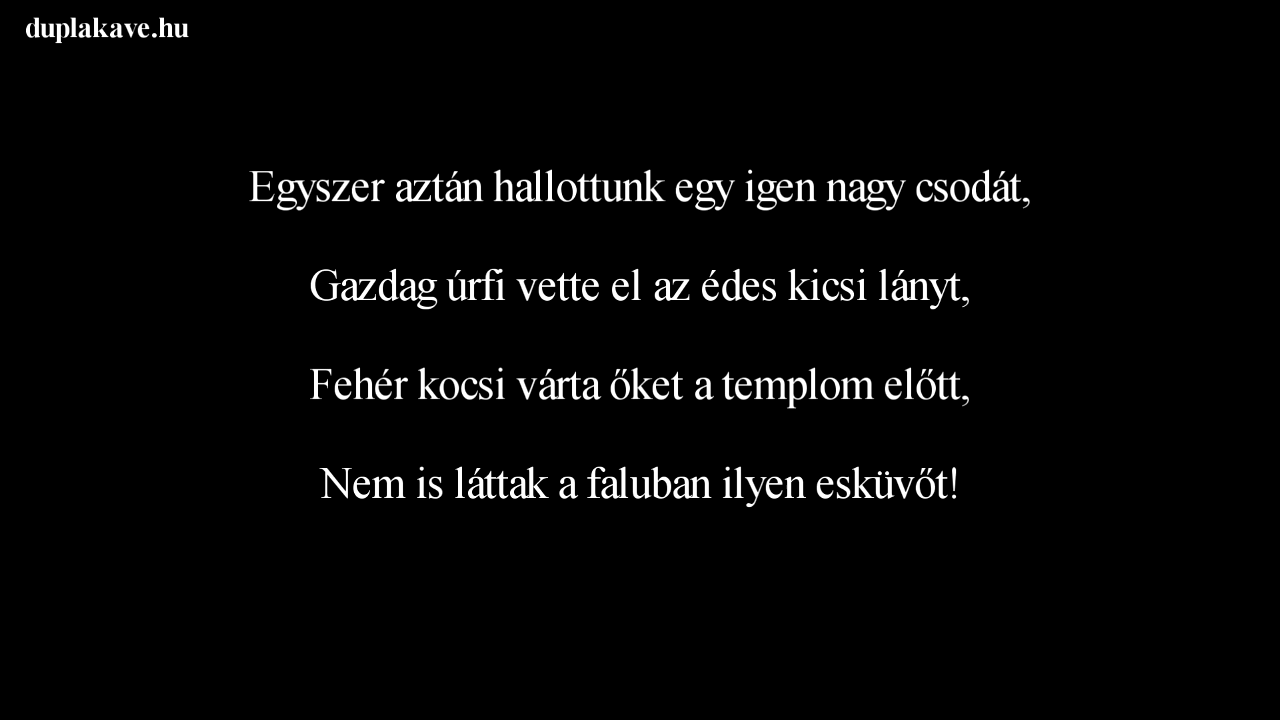 duplakave.hu
Egyszer aztán hallottunk egy igen nagy csodát,
Gazdag úrfi vette el az édes kicsi lányt,
Fehér kocsi várta őket a templom előtt,
Nem is láttak a faluban ilyen esküvőt!